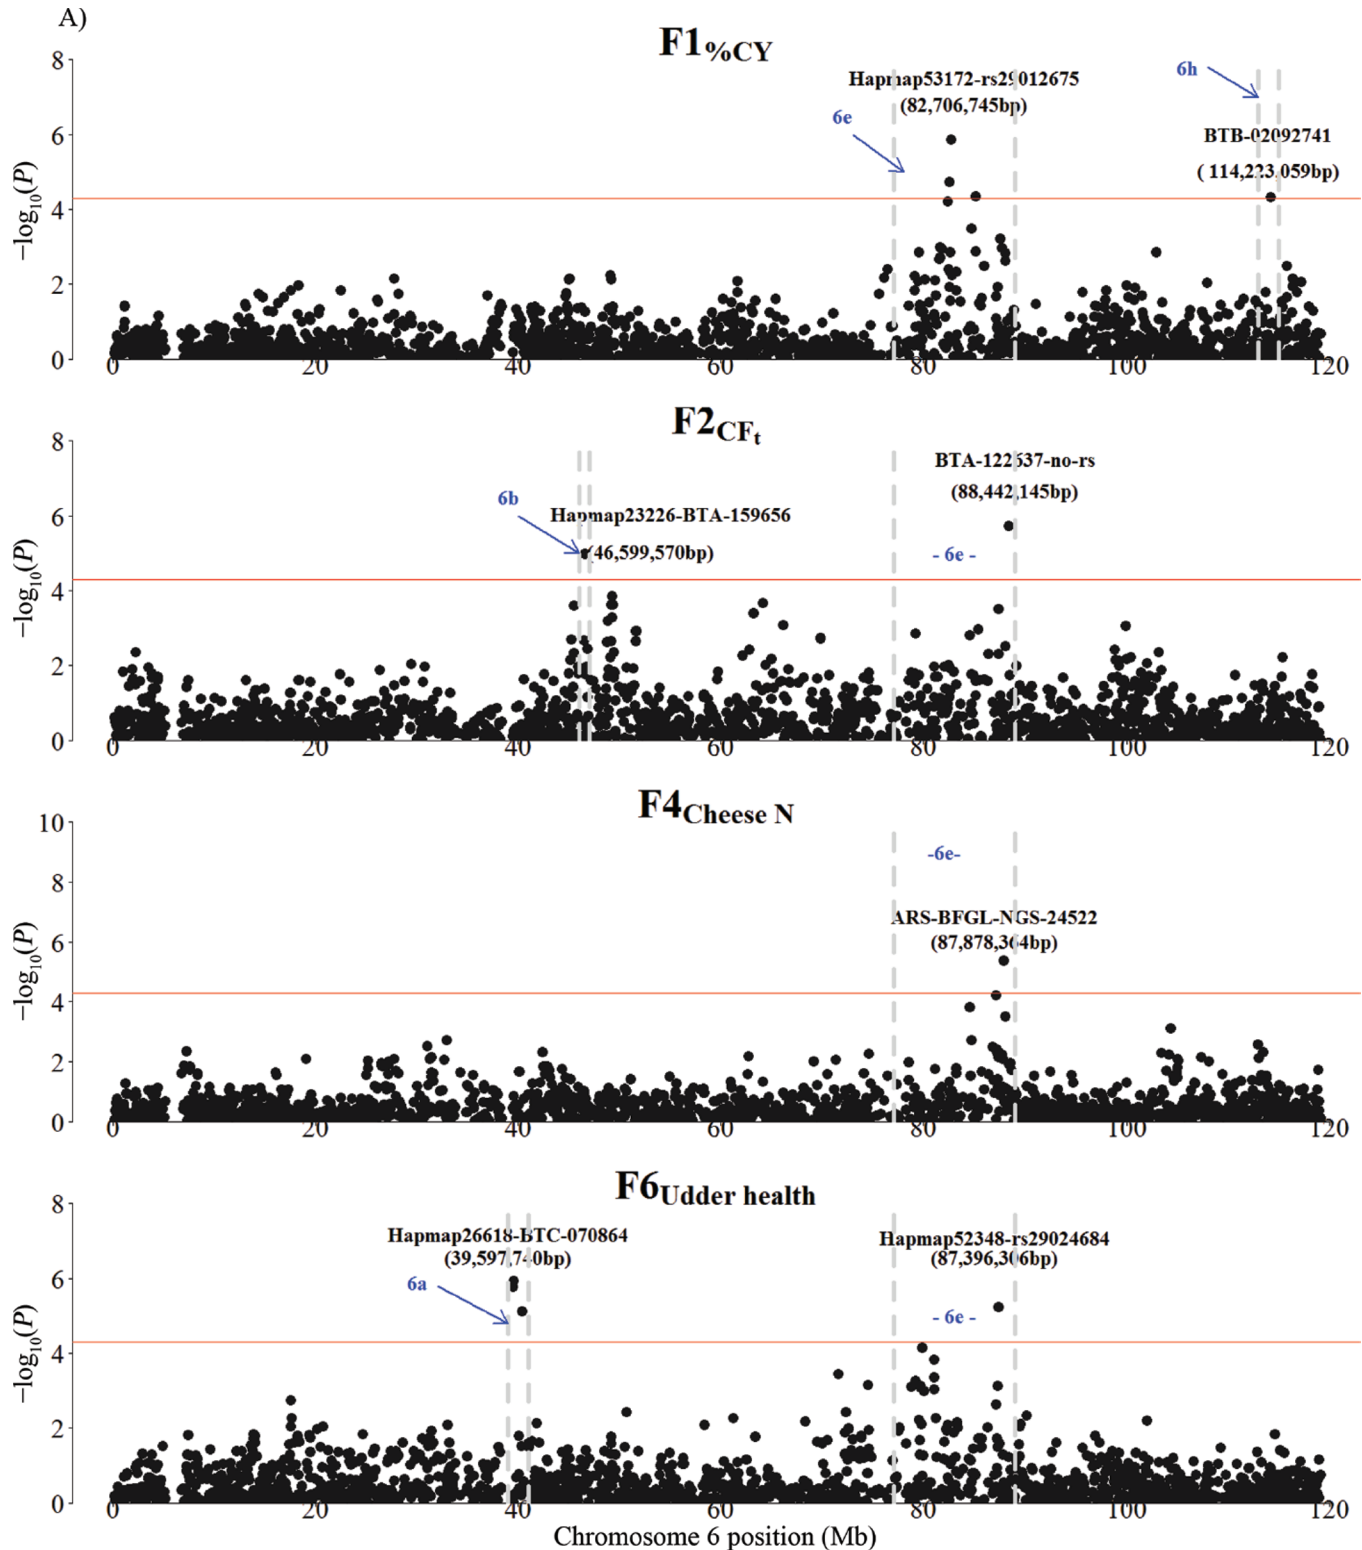 A)
F1%CY
8
6
4
2
0
−log10(P)
Hapmap53172-rs29012675
(82,706,745bp)
6e
6h
BTB-02092741
( 114,223,059bp)
0 20 40 60 80 100 120
F2CFt
8
6
4
2
0
−log10(P)
6b
Hapmap23226-BTA-159656
(46,599,570bp)
BTA-122637-no-rs
(88,442,145bp)
- 6e -
0 20 40 60 80 100 120
F4Cheese N
10
8
6
4
2
0
−log10(P)
-6e-
ARS-BFGL-NGS-24522
(87,878,364bp)
0 20 40 60 80 100 120
F6Udder health
8
6
4
2
0
−log10(P)
Hapmap26618-BTC-070864
(39,597,740bp)
6a
Hapmap52348-rs29024684
(87,396,306bp)
- 6e -
0 20 40 60 80 100 120
Chromosome 6 position (Mb)